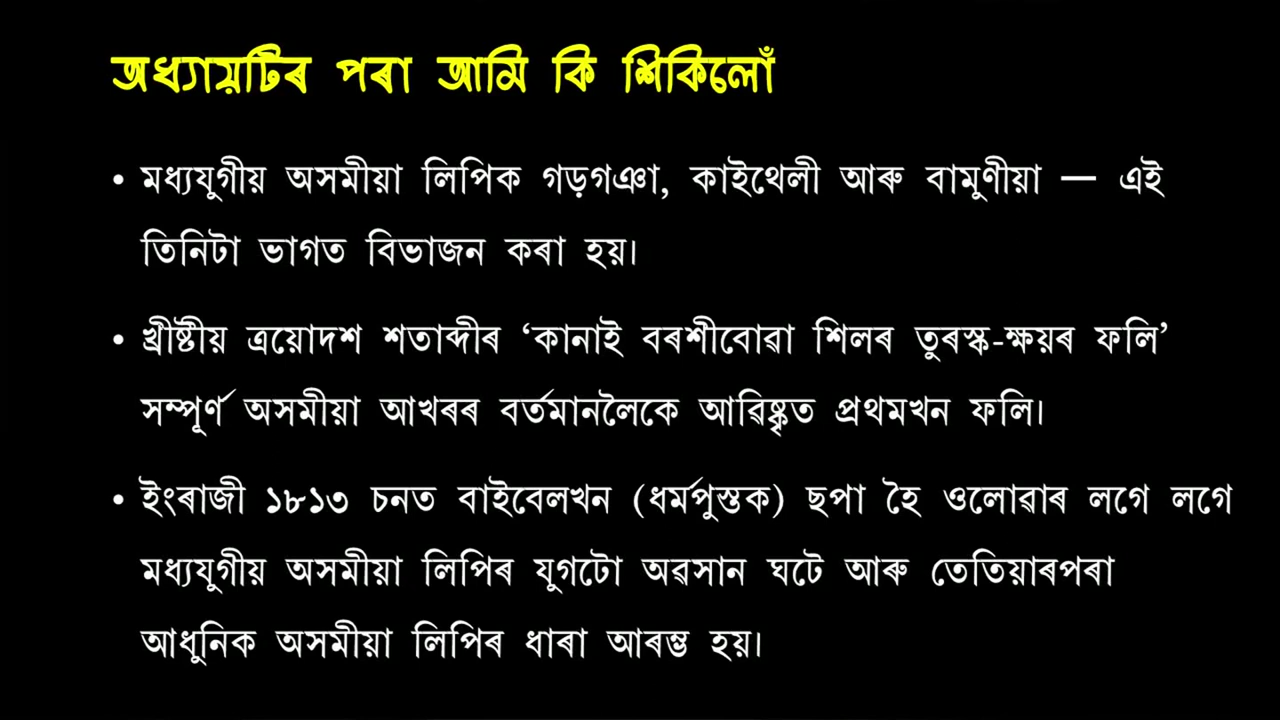 অধ্যায়টিৰ পৰা আমি কি শিকিলোঁ
• মধ্যযুগীয় অসমীয়া লিপিক গড়গঞা, কাইথেলী আৰু বামুণীয়া — এই
তিনিটা ভাগত বিভাজন কৰা হয়।
• খ্ৰীষ্টীয় ত্ৰয়োদশ শতাব্দীৰ ‘কানাই বৰশীবোৱা শিলৰ তুৰস্ক-ক্ষয়ৰ ফলি’
সম্পূৰ্ণ অসমীয়া আখৰৰ বৰ্তমানলৈকে আৱিষ্কৃত প্ৰথমখন ফলি।
• ইংৰাজী ১৮১৩ চনত বাইবেলখন (ধৰ্মপুস্তক) ছপা হৈ ওলোৱাৰ লগে লগে
মধ্যযুগীয় অসমীয়া লিপিৰ যুগটো অৱসান ঘটে আৰু তেতিয়াৰপৰা
আধুনিক অসমীয়া লিপিৰ ধাৰা আৰম্ভ হয়।